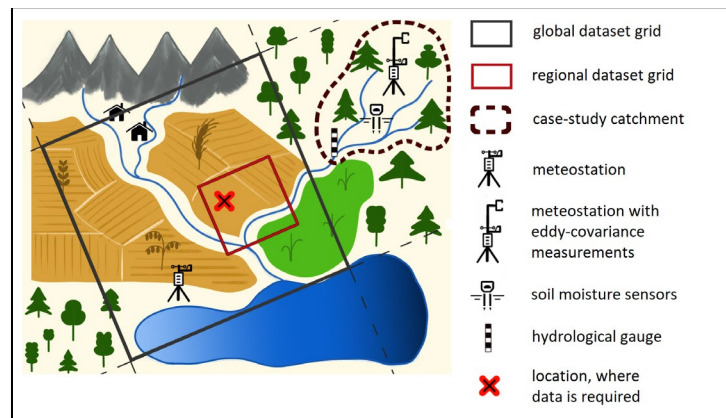 global dataset grid
regional dataset grid
case-study catchment
meteostation
meteostation with
eddy-covariance
measurements
soil moisture sensors
hydrological gauge
location, where
data is required